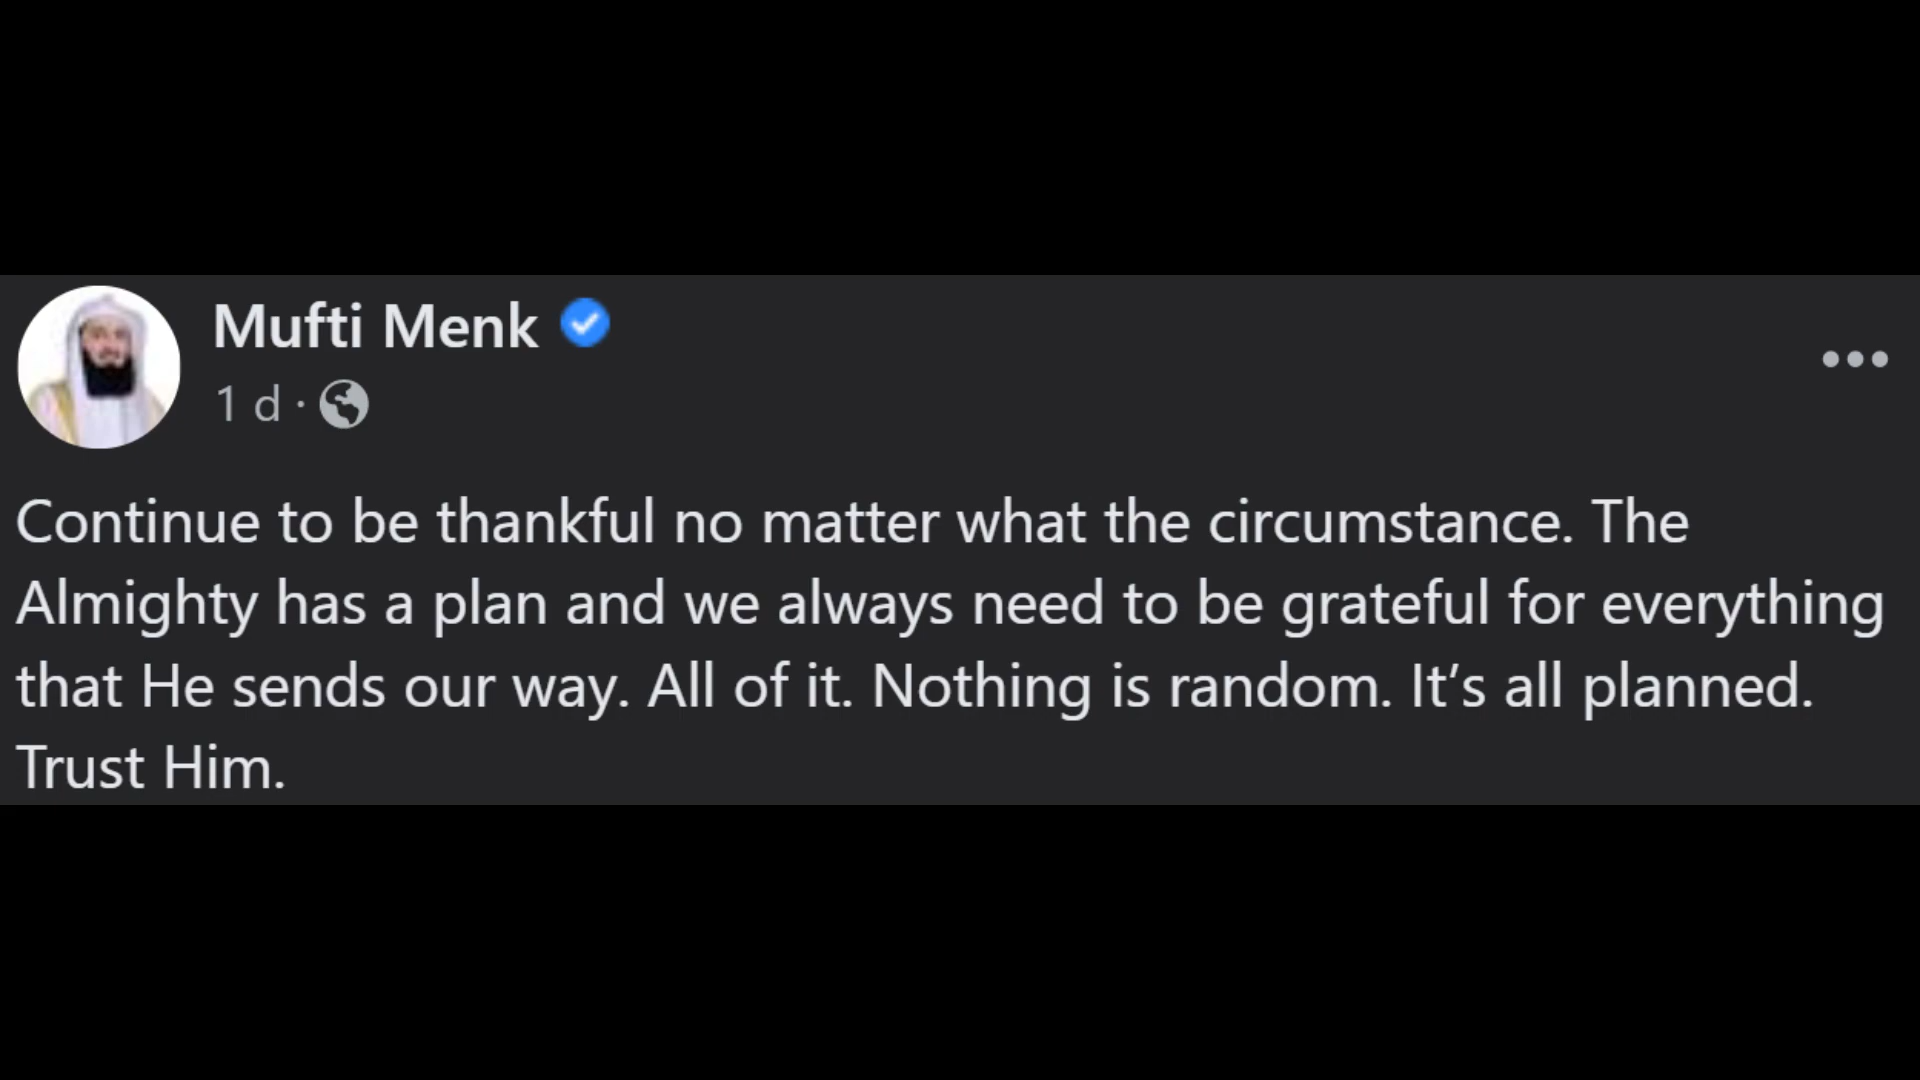 Mufti Menk
1 d ·
Continue to be thankful no matter what the circumstance. The
Almighty has a plan and we always need to be grateful for everything
that He sends our way. All of it. Nothing is random. It’s all planned.
Trust Him.